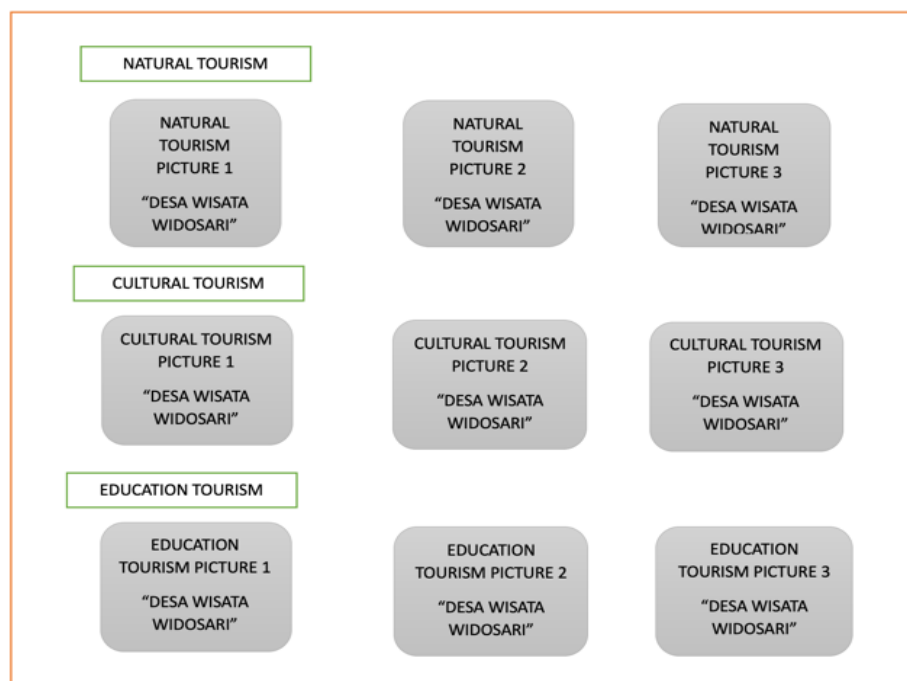 NATURAL TOURISM
NATURAL
TOURISM
PICTURE 1
“DESA WISATA
WIDOSARI”
NATURAL
TOURISM
PICTURE 2
“DESA WISATA
WIDOSARI”
NATURAL
TOURISM
PICTURE 3
“DESA WISATA
WIDOSARI”
CULTURAL TOURISM
CULTURAL TOURISM
PICTURE 1
“DESA WISATA
WIDOSARI”
CULTURAL TOURISM
PICTURE 2
“DESA WISATA
WIDOSARI”
CULTURAL TOURISM
PICTURE 3
“DESA WISATA
WIDOSARI”
EDUCATION TOURISM
EDUCATION
TOURISM PICTURE 1
“DESA WISATA
WIDOSARI”
EDUCATION
TOURISM PICTURE 2
“DESA WISATA
WIDOSARI”
EDUCATION
TOURISM PICTURE 3
“DESA WISATA
WIDOSARI”